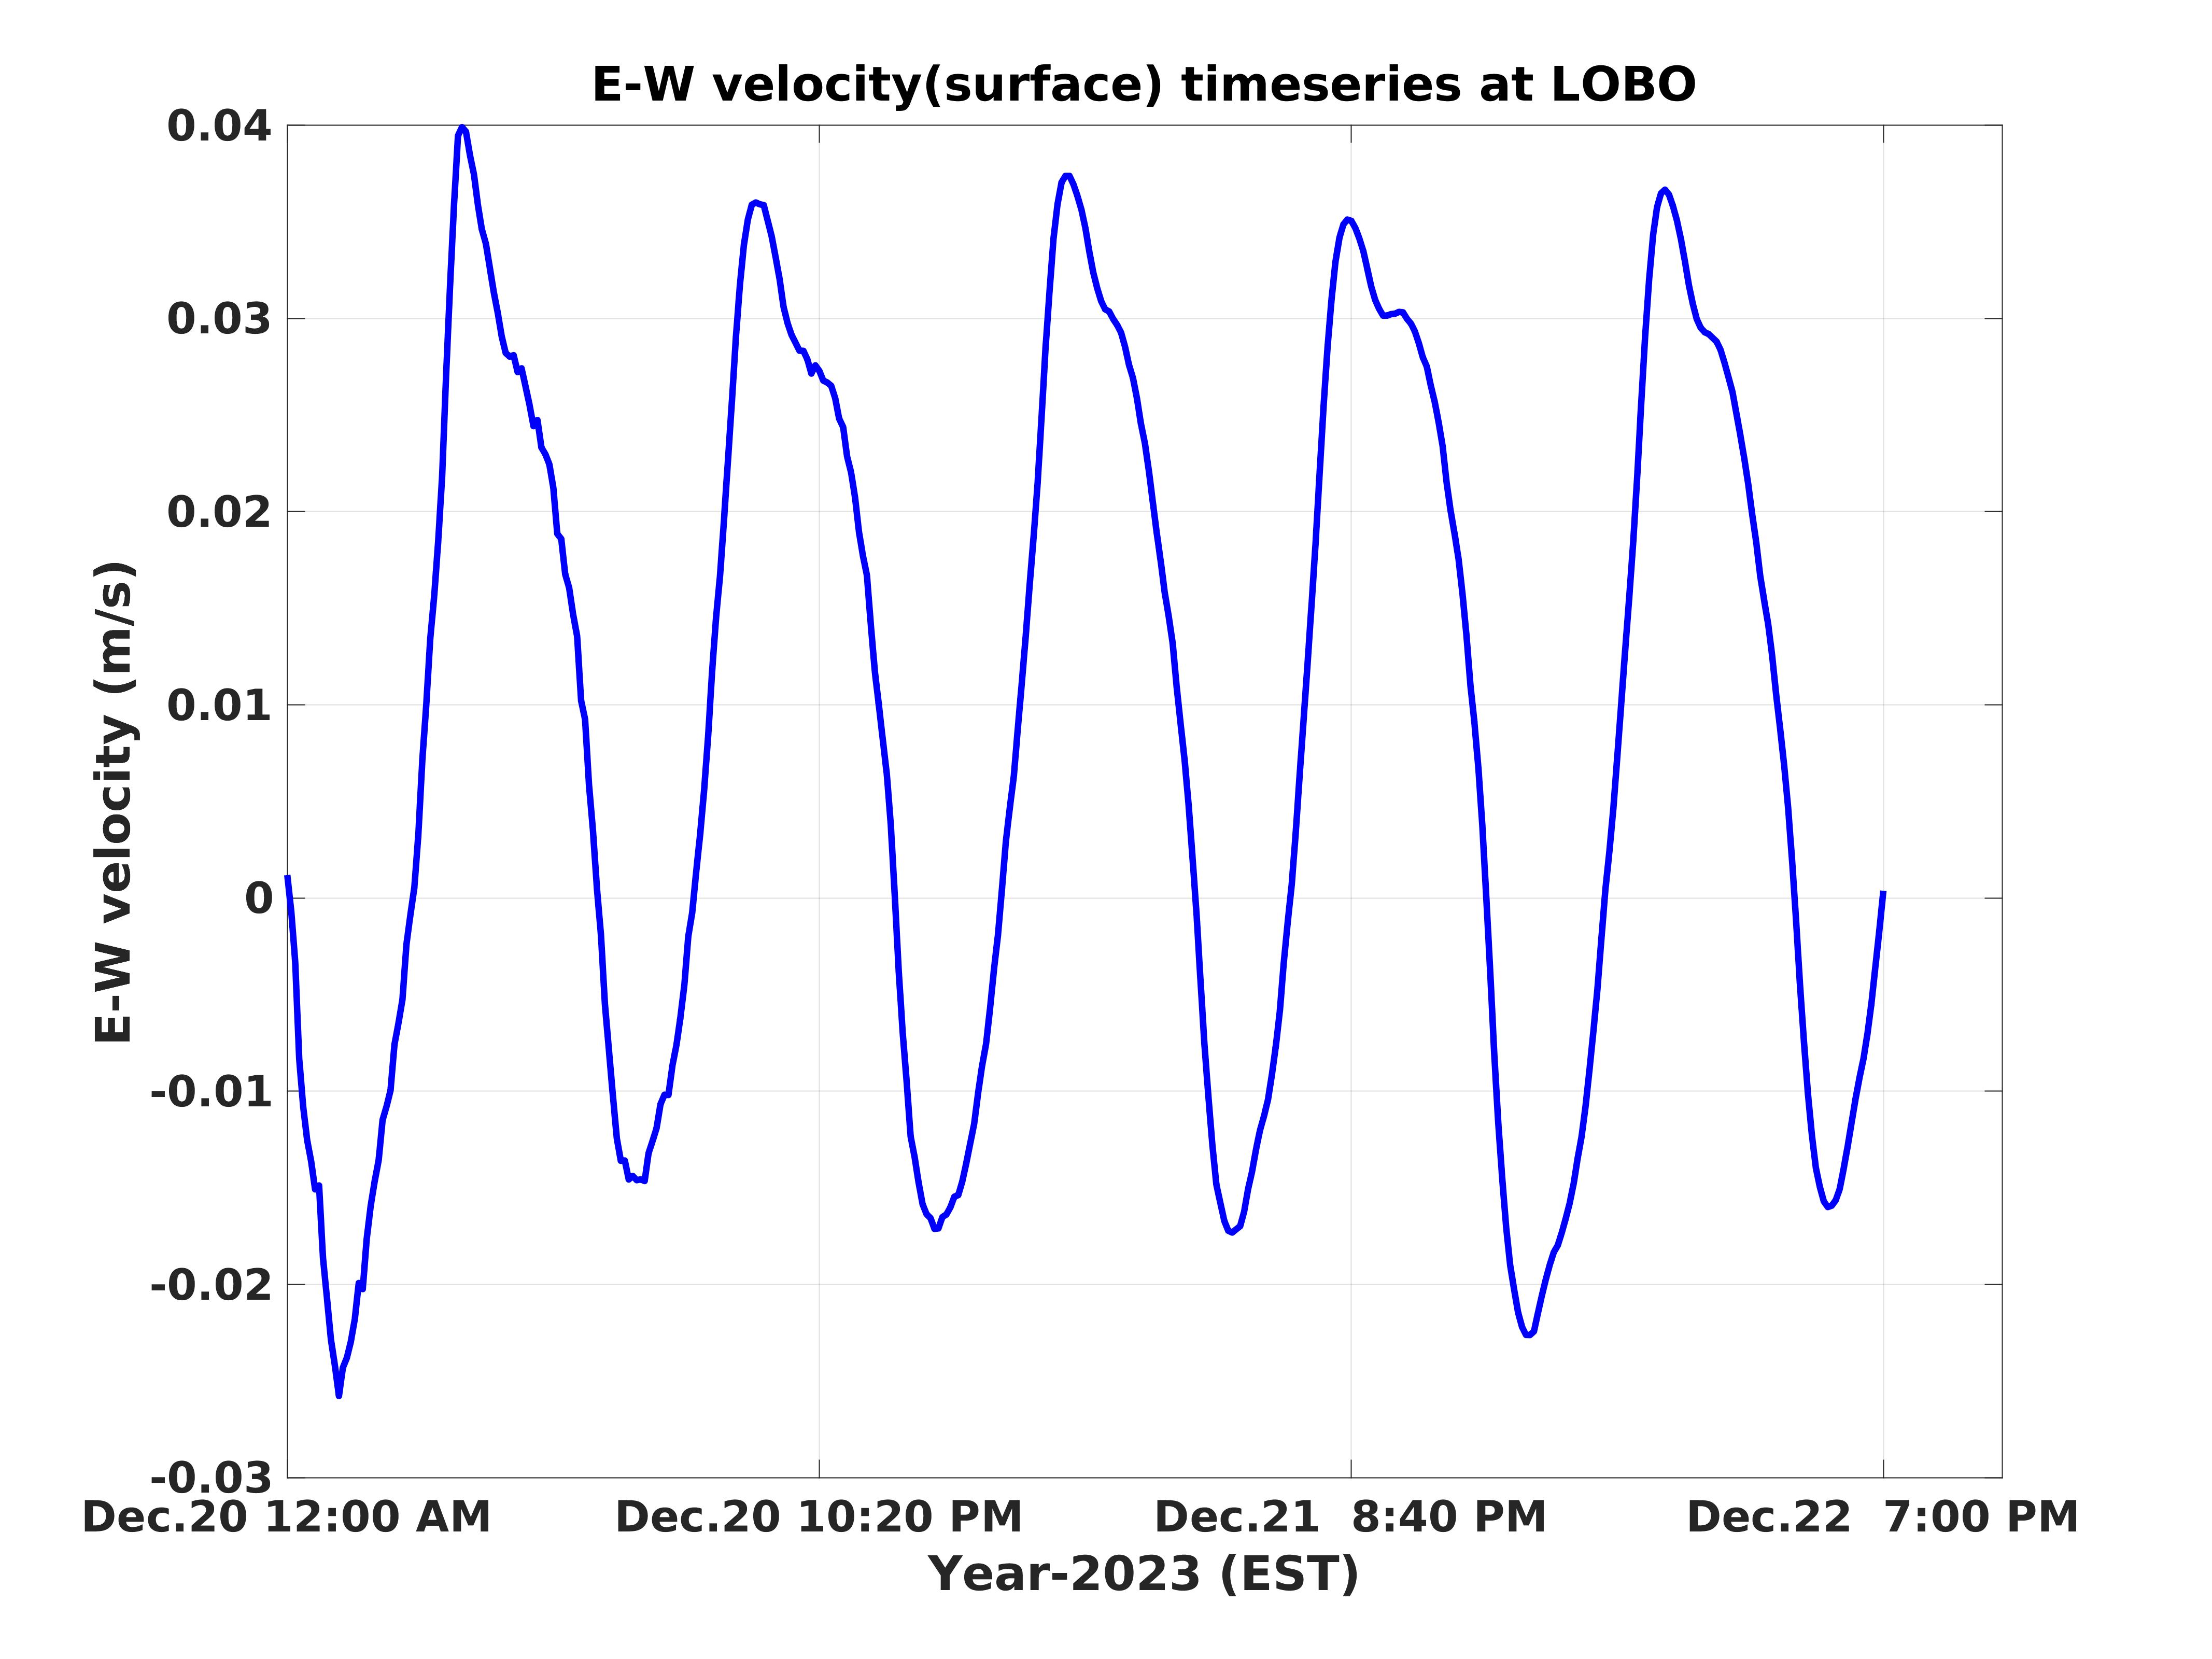 E-W velocity(surface) timeseries at LOBO
0.04
0.03
0.02
0.01
0
-0.01
-0.02
-0.03
E-W velocity (m/s)
Dec.20 12:00 AM
Dec.20 10:20 PM
Dec.21  8:40 PM
Dec.22  7:00 PM
Year-2023 (EST)